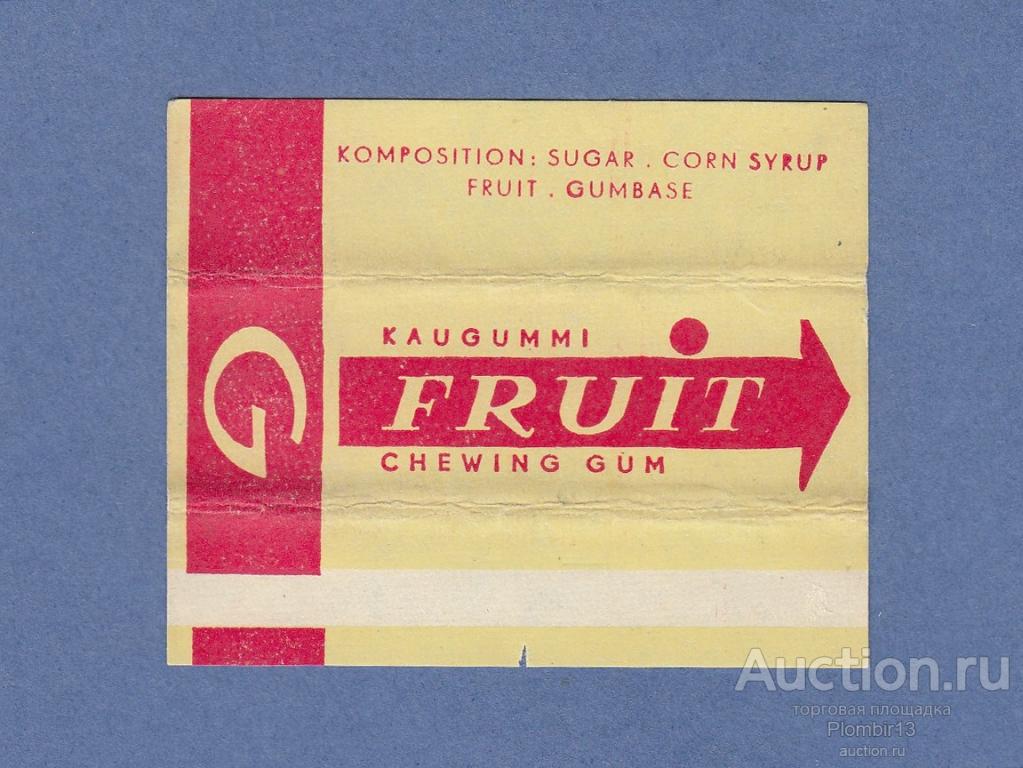 KOMPOSITION: SUGAR . CORN SYRUP
FRUIT . GUMBASE
G
KAUGUMMI
FRUIT
CHEWING GUM
Auction.ru
торговая площадка
Plombir13
auction.ru